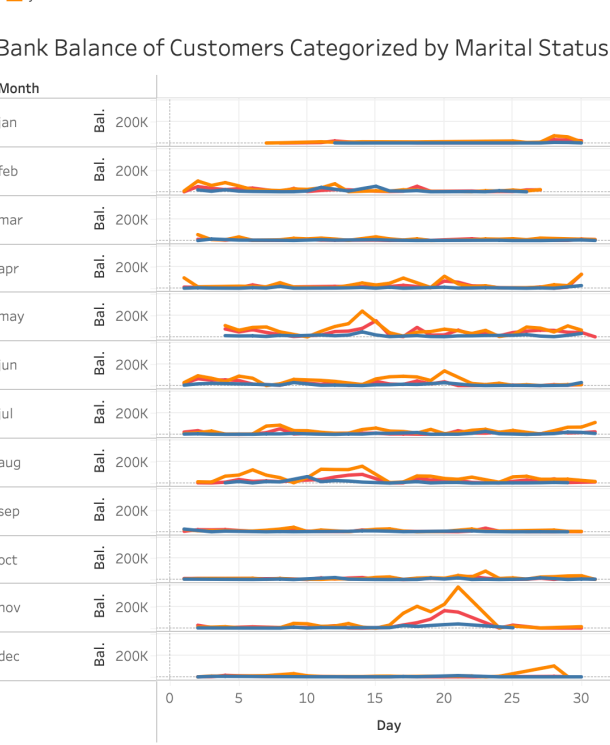 Bank Balance of Customers Categorized by Marital Status
Month
jan Bal. 200K
feb Bal. 200K
mar Bal. 200K
apr Bal. 200K
may Bal. 200K
jun Bal. 200K
jul Bal. 200K
aug Bal. 200K
sep Bal. 200K
oct Bal. 200K
nov Bal. 200K
dec Bal. 200K
0 5 10 15 20 25 30
Day